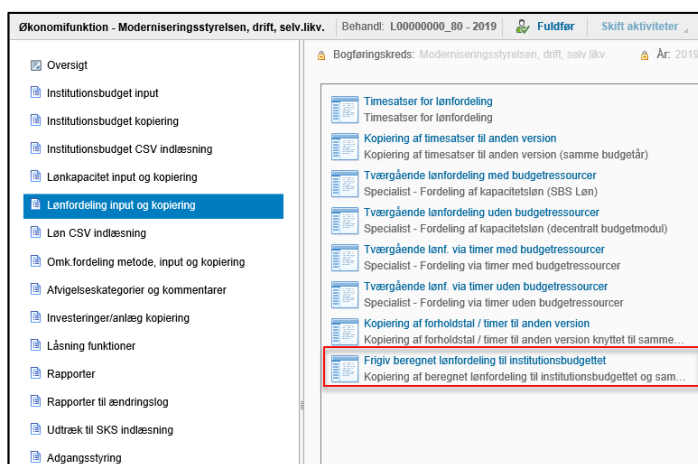 Økonomifunktion - Moderniseringsstyrelsen, drift, selv.likv. Behandl: L00000000_80 - 2019 Fuldfør Skift aktiviteter
Bogføringskreds: Moderniseringsstyrelsen, drift, selv.likv. År: 2019
Oversigt
Institutionsbudget input
Institutionsbudget kopiering
Institutionsbudget CSV indlæsning
Lønkapacitet input og kopiering
Lønfordeling input og kopiering
Løn CSV indlæsning
Omk.fordeling metode, input og kopiering
Afvigelseskategorier og kommentarer
Investeringer/anlæg kopiering
Låsning funktioner
Rapporter
Rapporter til ændringslog
Udtræk til SKS indlæsning
Adgangsstyring
Timesatser for lønfordeling
Timesatser for lønfordeling
Kopiering af timesatser til anden version
Kopiering af timesatser til anden version (samme budgetår)
Tværgående lønfordeling med budgetressourcer
Specialist - Fordeling af kapacitetsløn (SBS Løn)
Tværgående lønfordeling uden budgetressourcer
Specialist - Fordeling af kapacitetsløn (decentralt budgetmodul)
Tværgående lønf. via timer med budgetressourcer
Specialist - Fordeling via timer med budgetressourcer
Tværgående lønf. via timer uden budgetressourcer
Specialist - Fordeling via timer uden budgetressourcer
Kopiering af forholdstal / timer til anden version
Kopiering af forholdstal / timer til anden version knyttet til samme...
Frigiv beregnet lønfordeling til institutionsbudgettet
Kopiering af beregnet lønfordeling til institutionsbudgettet og sam...